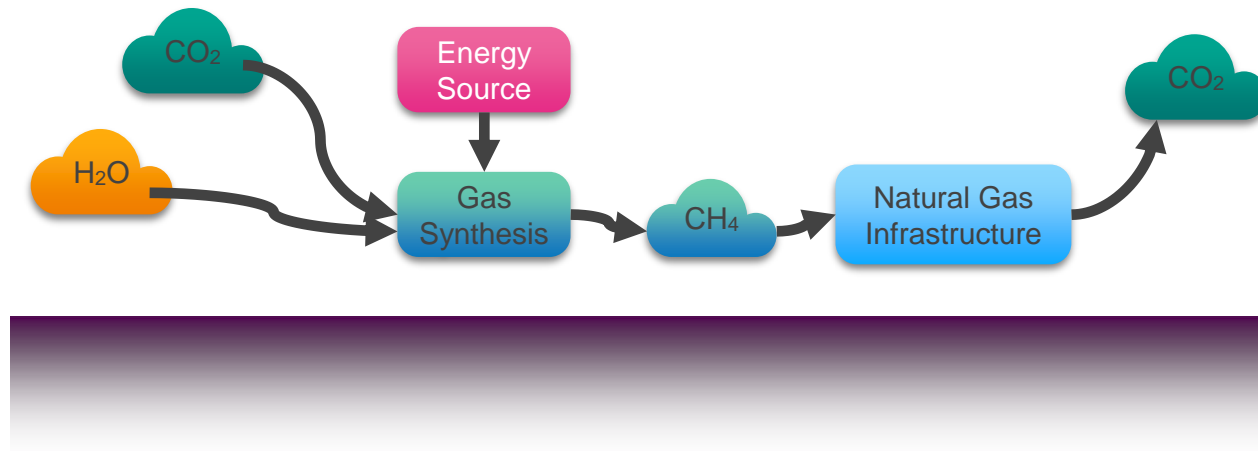 CO₂
Energy
Source
CO₂
H₂O
Gas
Synthesis
CH₄
Natural Gas
Infrastructure